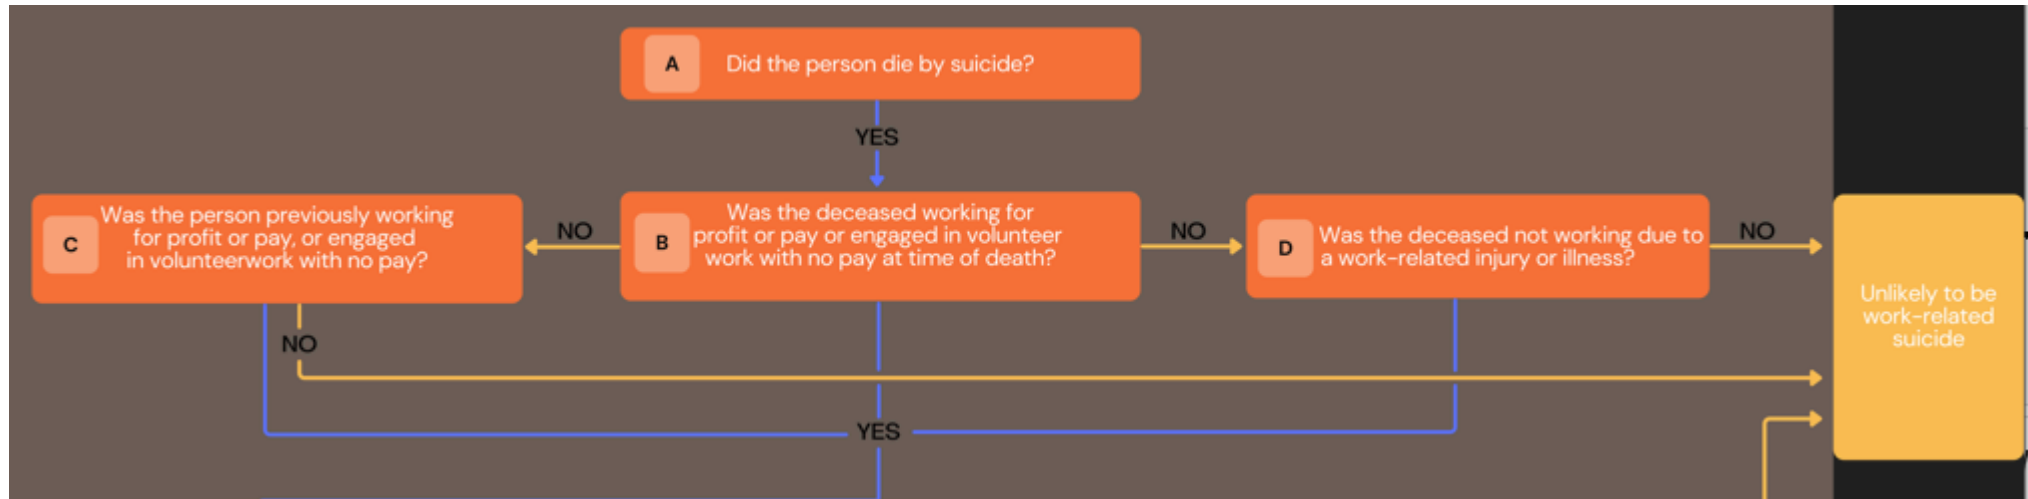 A
Did the person die by suicide?
YES
C
Was the person previously working
for profit or pay, or engaged
in volunteerwork with no pay?
NO
B
Was the deceased working for
profit or pay or engaged in volunteer
work with no pay at time of death?
NO
D
Was the deceased not working due to
a work-related injury or illness?
NO
Unlikely to be
work-related
suicide
NO
YES